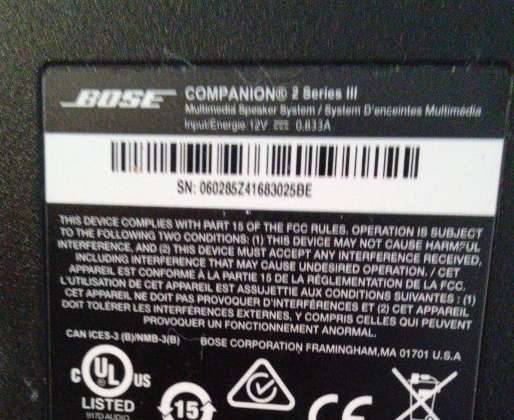 BOSE COMPANION® 2 Series III
Multimedia Speaker System / System D'enceintes Multimédia
Input/Énergie 12V ⎓ 0.833A
SN: 060285Z41683025BE
THIS DEVICE COMPLIES WITH PART 15 OF THE FCC RULES. OPERATION IS SUBJECT
TO THE FOLLOWING TWO CONDITIONS: (1) THIS DEVICE MAY NOT CAUSE HARMFUL
INTERFERENCE, AND (2) THIS DEVICE MUST ACCEPT ANY INTERFERENCE RECEIVED,
INCLUDING INTERFERENCE THAT MAY CAUSE UNDESIRED OPERATION. / CET
APPAREIL EST CONFORME À LA PARTIE 15 DE LA RÉGLEMENTATION DE LA FCC.
L'UTILISATION DE CET APPAREIL EST ASSUJETTIE AUX CONDITIONS SUIVANTES : (1)
CET APPAREIL NE DOIT PAS PROVOQUER D'INTERFÉRENCES ET (2) CET APPAREIL
DOIT TOLÉRER LES INTERFÉRENCES EXTERNES, Y COMPRIS CELLES QUI PEUVENT
PROVOQUER UN FONCTIONNEMENT ANORMAL.
CAN ICES-3 (B)/NMB-3(B) BOSE CORPORATION FRAMINGHAM, MA 01701 U.S.A
C UL US
LISTED
917D AUDIO
15
CE